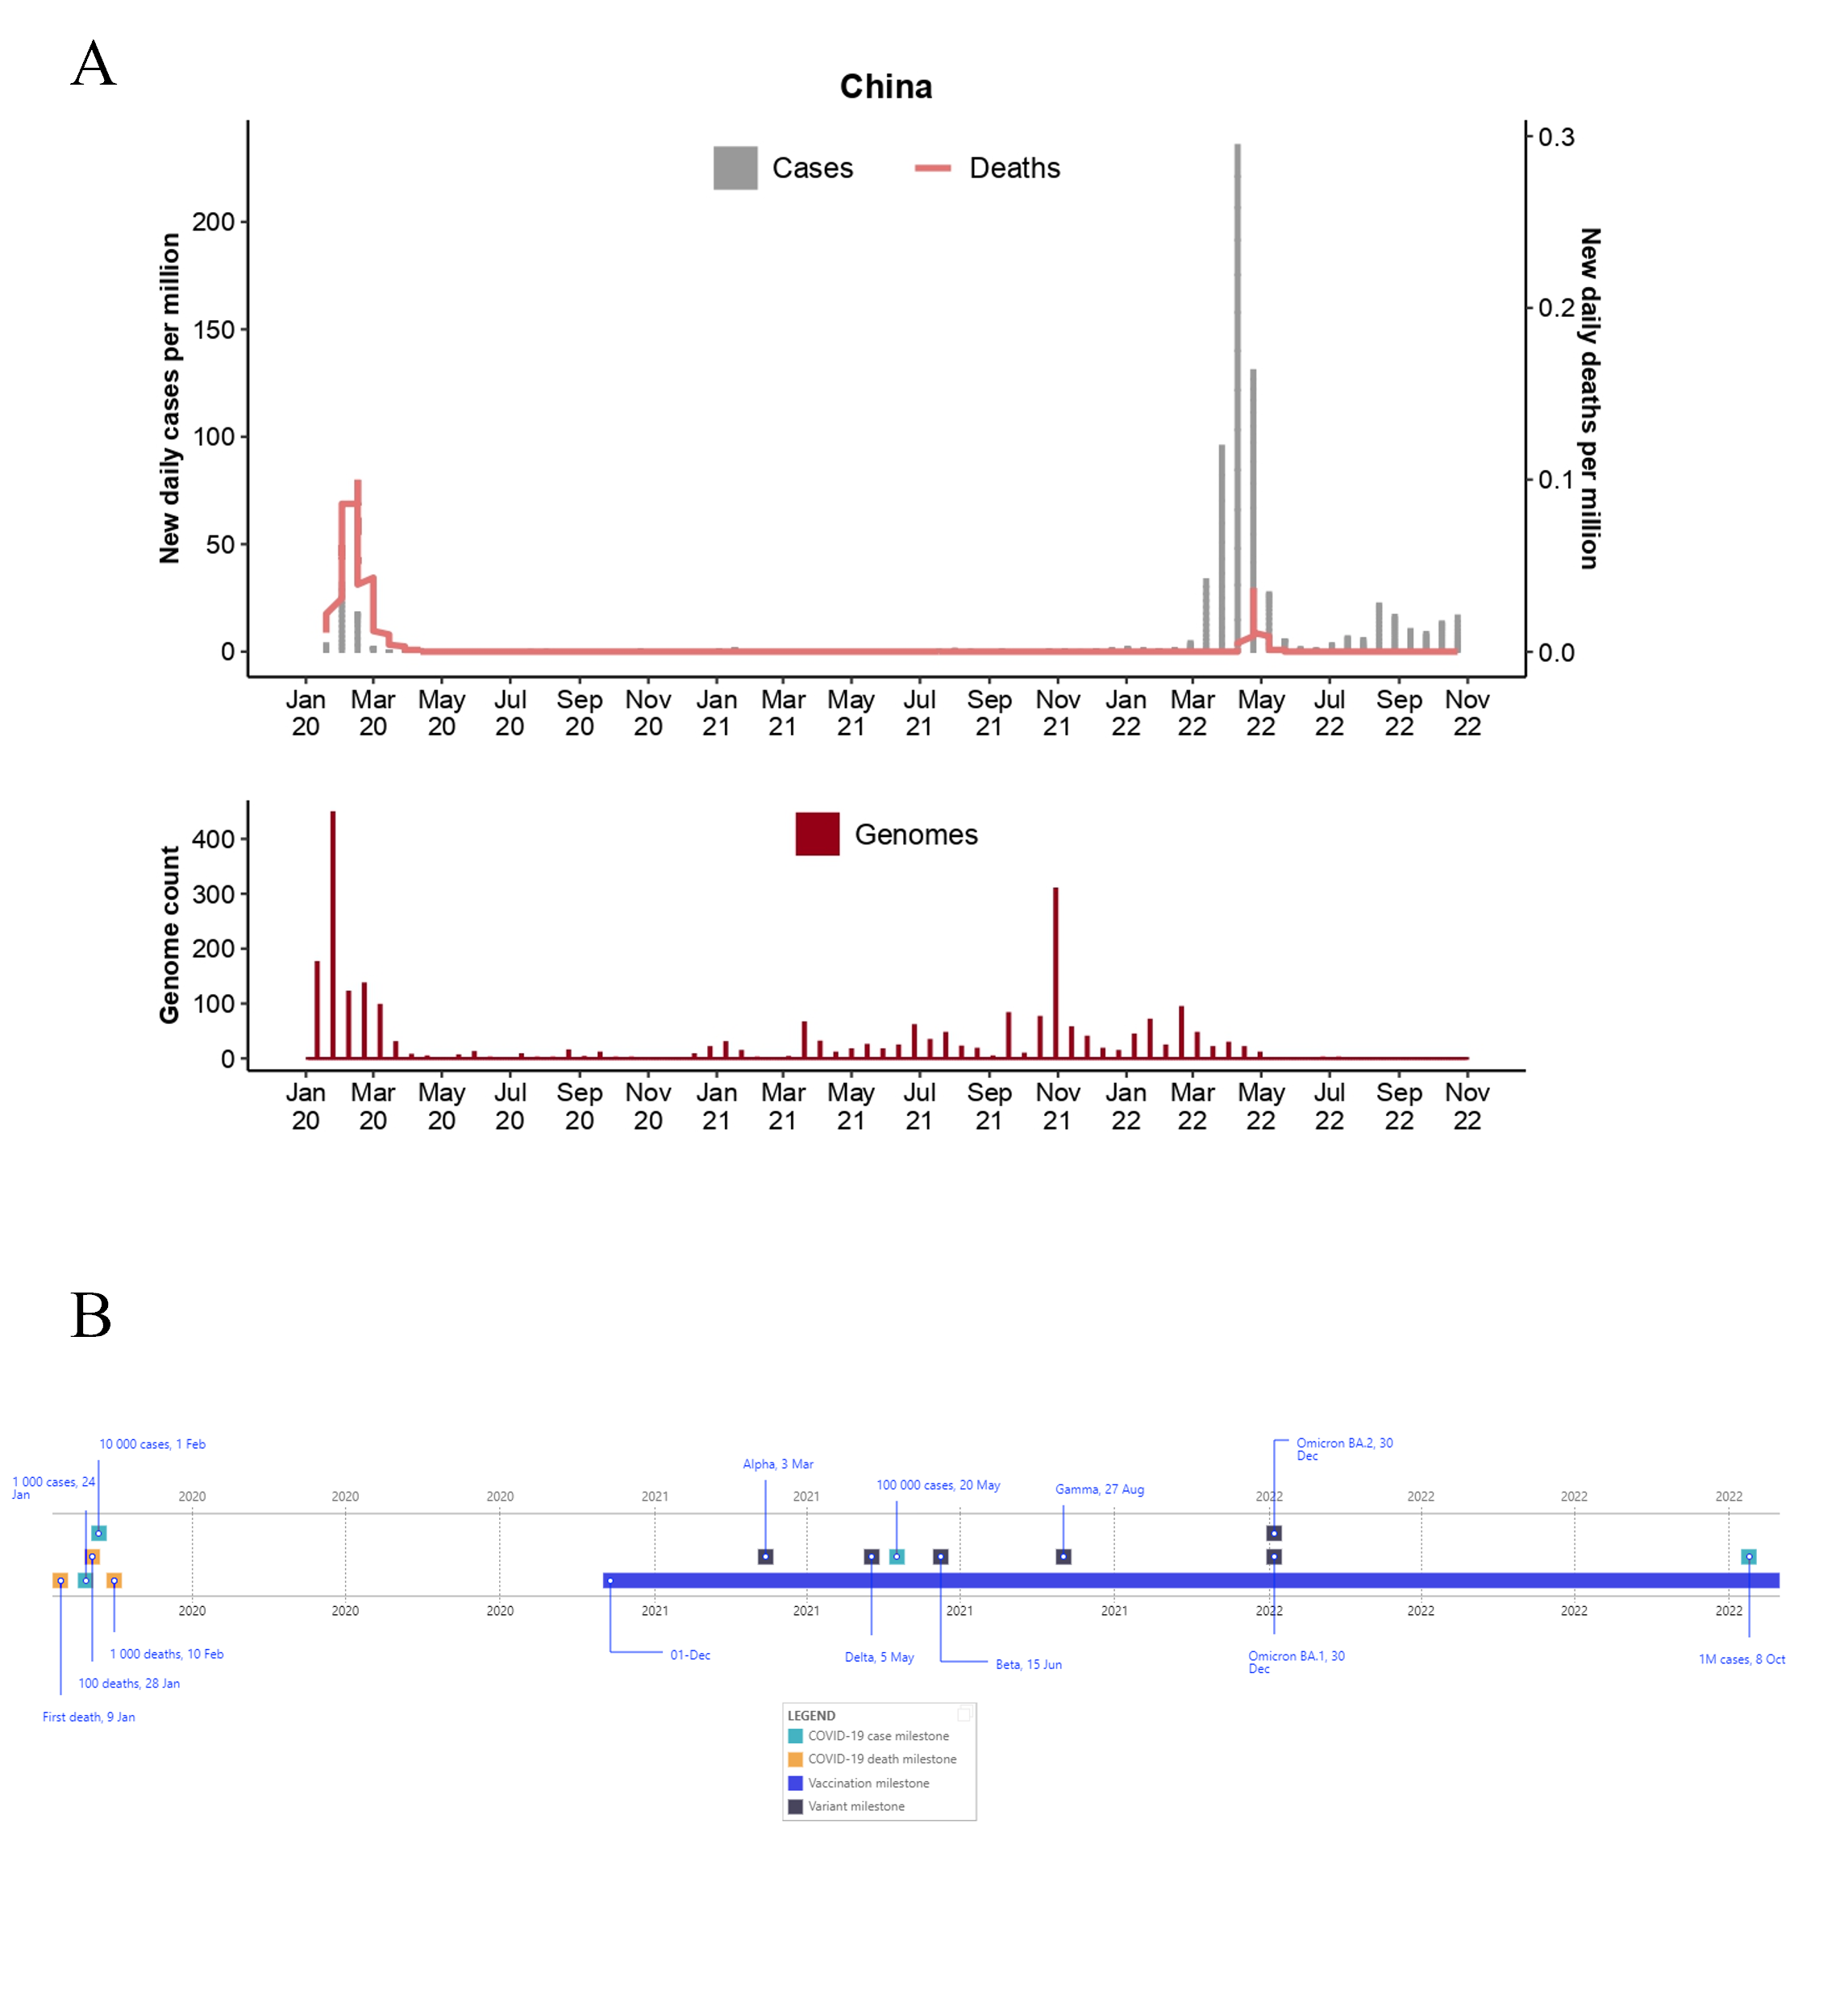 A
China
Cases
Deaths
New daily cases per million
200
150
100
50
0
New daily deaths per million
0.3
0.2
0.1
0.0
Jan Mar May Jul Sep Nov Jan Mar May Jul Sep Nov Jan Mar May Jul Sep Nov
20 20 20 20 20 20 21 21 21 21 21 21 22 22 22 22 22 22
Genomes
Genome count
400
300
200
100
0
Jan Mar May Jul Sep Nov Jan Mar May Jul Sep Nov Jan Mar May Jul Sep Nov
20 20 20 20 20 20 21 21 21 21 21 21 22 22 22 22 22 22
B
10 000 cases, 1 Feb
1 000 cases, 24
Jan
Alpha, 3 Mar
100 000 cases, 20 May
Gamma, 27 Aug
Omicron BA.2, 30
Dec
2020 2020 2020 2021 2021 2021 2021 2022 2022 2022 2022
2020 2020 2020 2021 2021 2021 2021 2022 2022 2022 2022
1 000 deaths, 10 Feb
100 deaths, 28 Jan
First death, 9 Jan
01-Dec
Delta, 5 May
Beta, 15 Jun
Omicron BA.1, 30
Dec
1M cases, 8 Oct
LEGEND
COVID-19 case milestone
COVID-19 death milestone
Vaccination milestone
Variant milestone